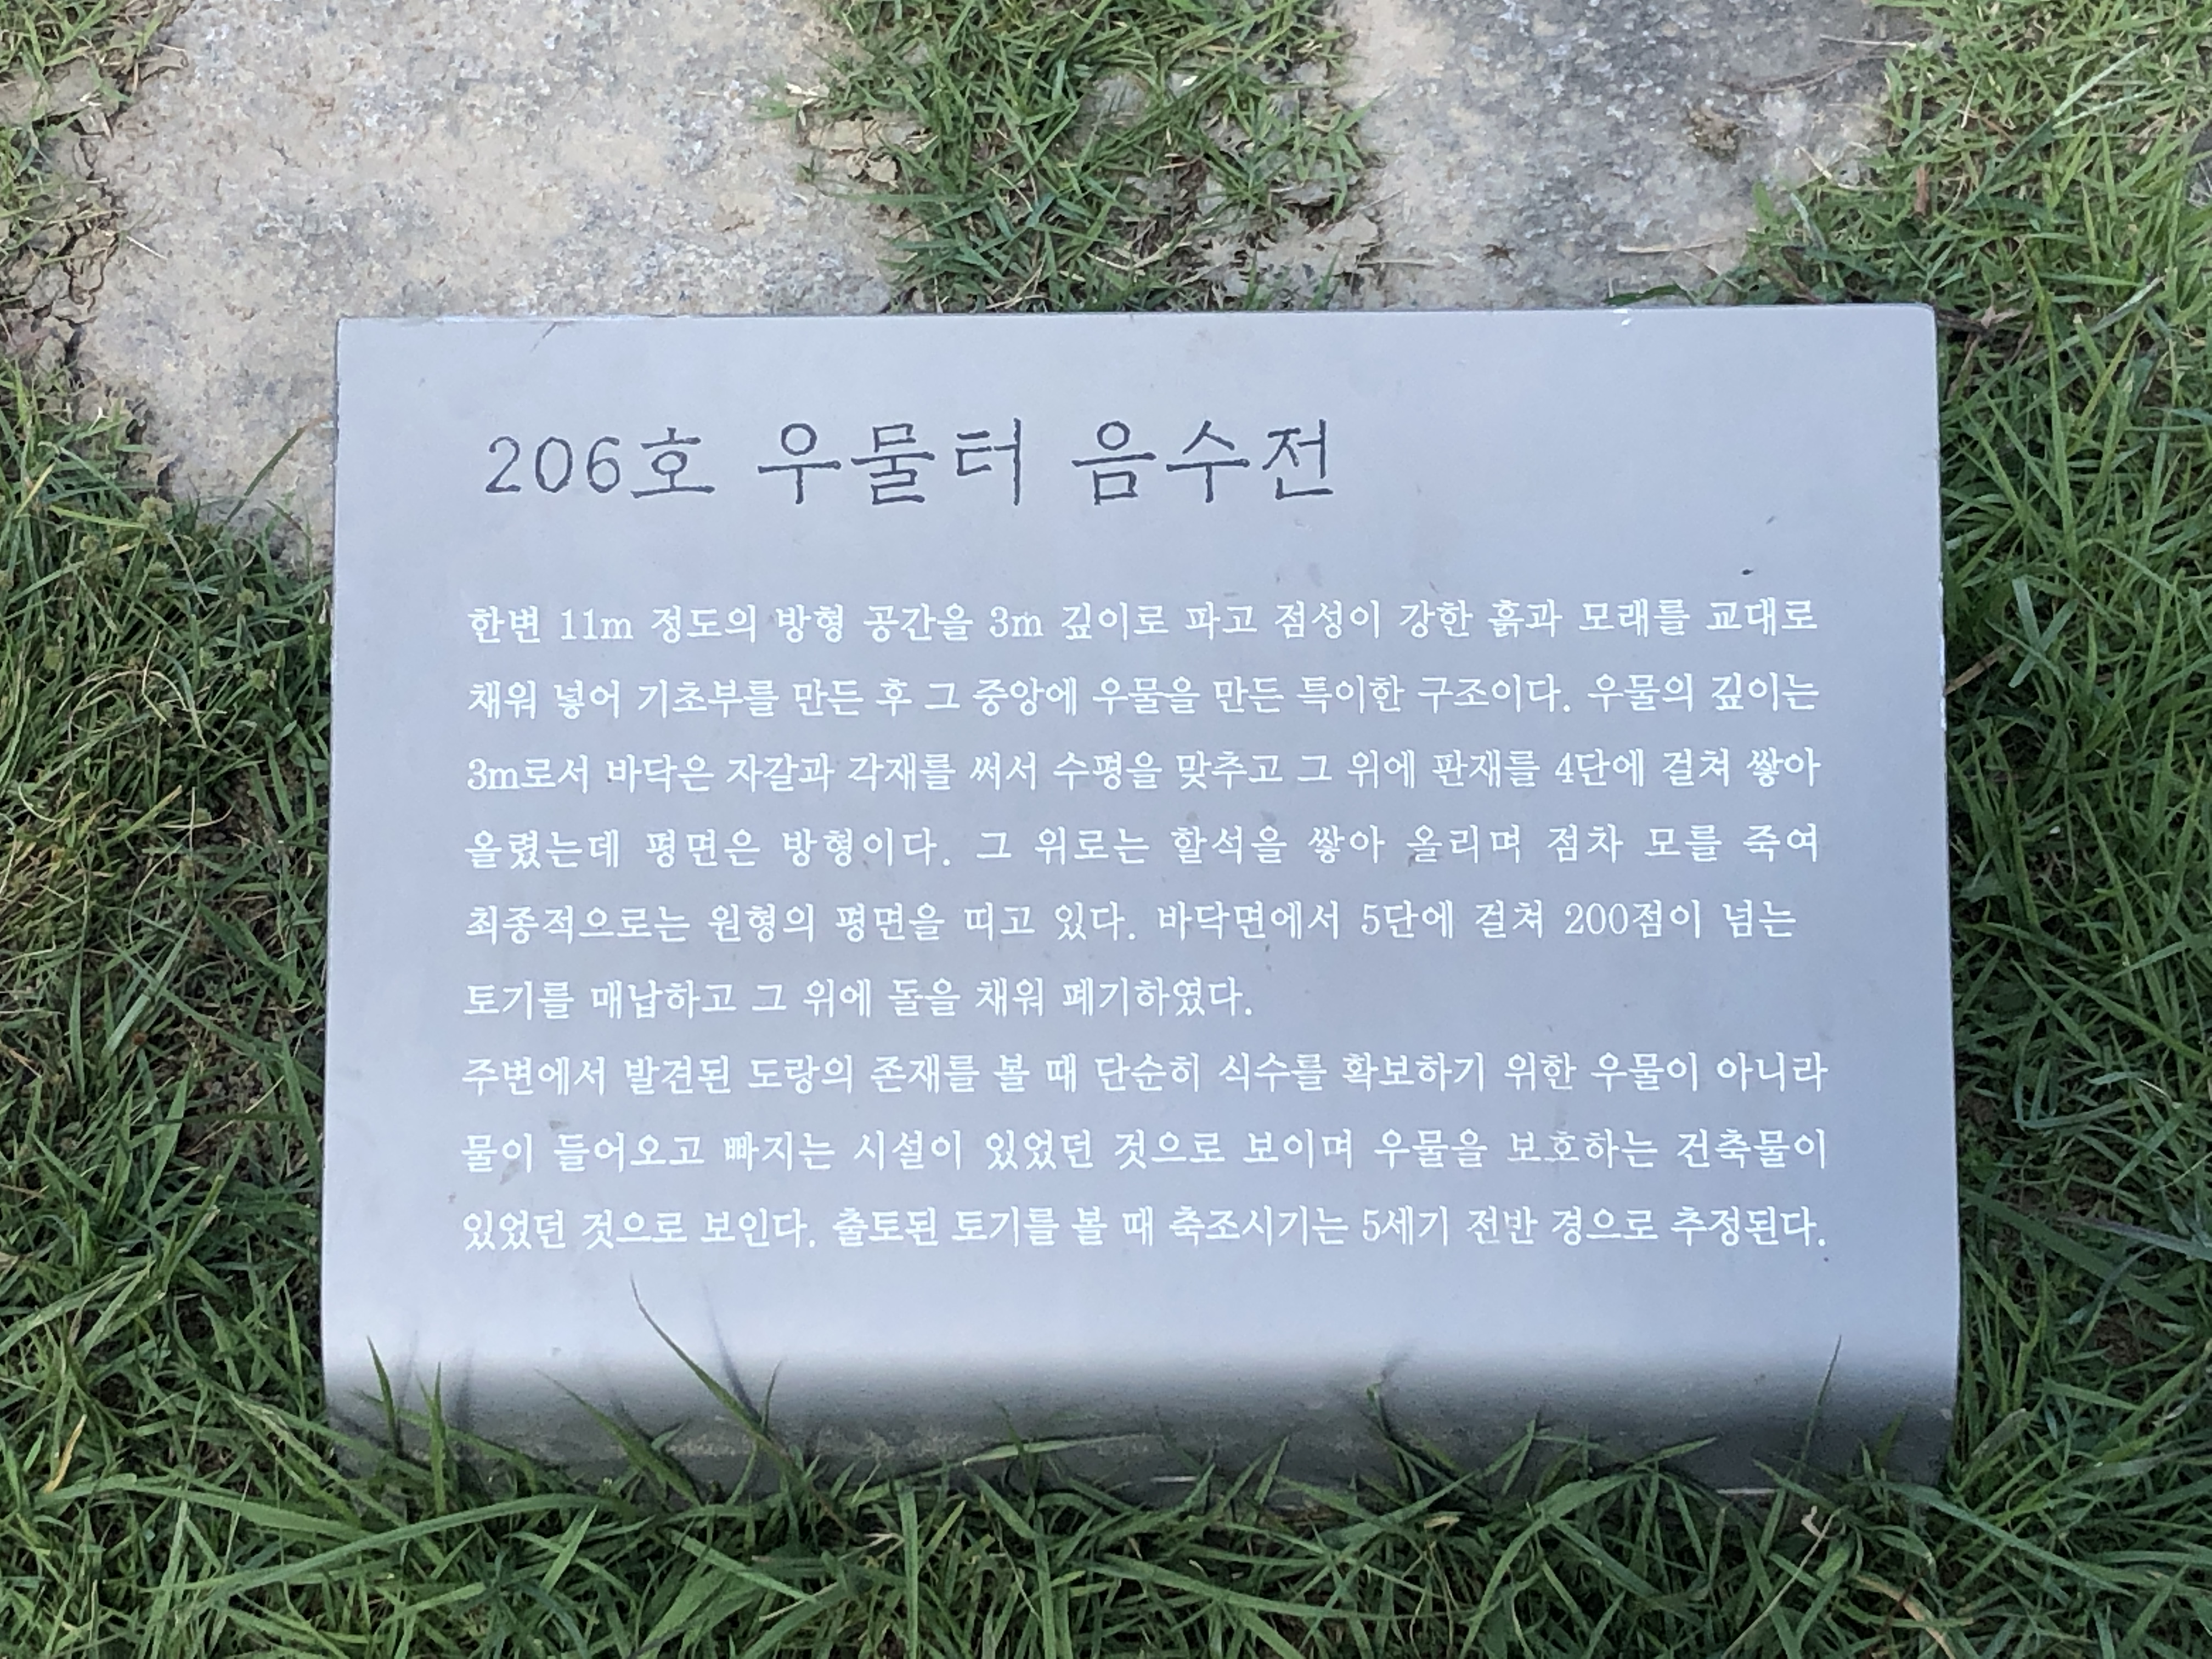 206호 우물터 음수전
한변 11m 정도의 방형 공간을 3m 깊이로 파고 점성이 강한 흙과 모래를 교대로
채워 넣어 기초부를 만든 후 그 중앙에 우물을 만든 특이한 구조이다. 우물의 깊이는
3m로서 바닥은 자갈과 각재를 써서 수평을 맞추고 그 위에 판재를 4단에 걸쳐 쌓아
올렸는데 평면은 방형이다. 그 위로는 할석을 쌓아 올리며 점차 모를 죽여
최종적으로는 원형의 평면을 띠고 있다. 바닥면에서 5단에 걸쳐 200점이 넘는
토기를 매납하고 그 위에 돌을 채워 폐기하였다.
주변에서 발견된 도랑의 존재를 볼 때 단순히 식수를 확보하기 위한 우물이 아니라
물이 들어오고 빠지는 시설이 있었던 것으로 보이며 우물을 보호하는 건축물이
있었던 것으로 보인다. 출토된 토기를 볼 때 축조시기는 5세기 전반 경으로 추정된다.